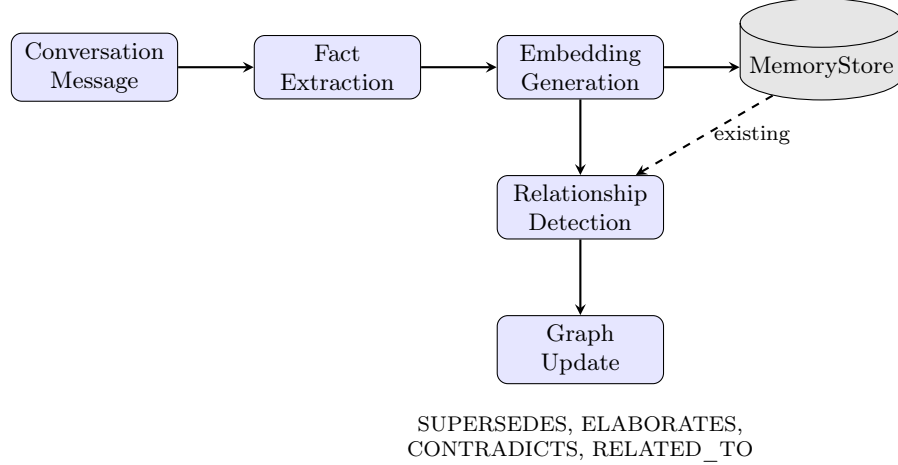 Conversation
Message
Fact
Extraction
Embedding
Generation
MemoryStore
existing
Relationship
Detection
Graph
Update
SUPERSEDES, ELABORATES,
CONTRADICTS, RELATED_TO